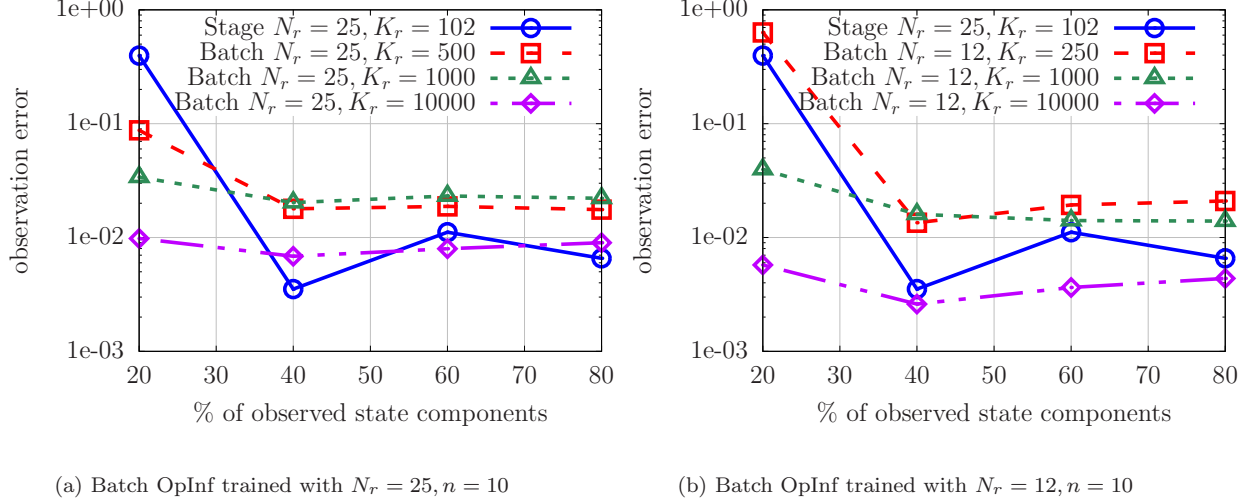 observation error
1e+00
1e-01
1e-02
1e-03
Stage N_r = 25, K_r = 102
Batch N_r = 25, K_r = 500
Batch N_r = 25, K_r = 1000
Batch N_r = 25, K_r = 10000
20 30 40 50 60 70 80
% of observed state components
(a) Batch OpInf trained with N_r = 25, n = 10
observation error
1e+00
1e-01
1e-02
1e-03
Stage N_r = 25, K_r = 102
Batch N_r = 12, K_r = 250
Batch N_r = 12, K_r = 1000
Batch N_r = 12, K_r = 10000
20 30 40 50 60 70 80
% of observed state components
(b) Batch OpInf trained with N_r = 12, n = 10